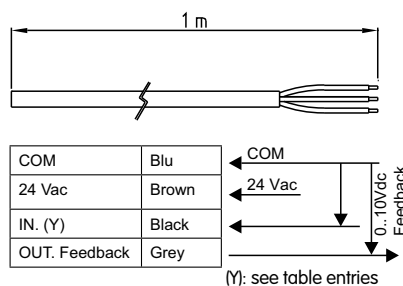 1 m
COM Blu
24 Vac Brown
IN. (Y) Black
OUT. Feedback Grey
COM
24 Vac
0..10Vdc
Feedback
(Y): see table entries